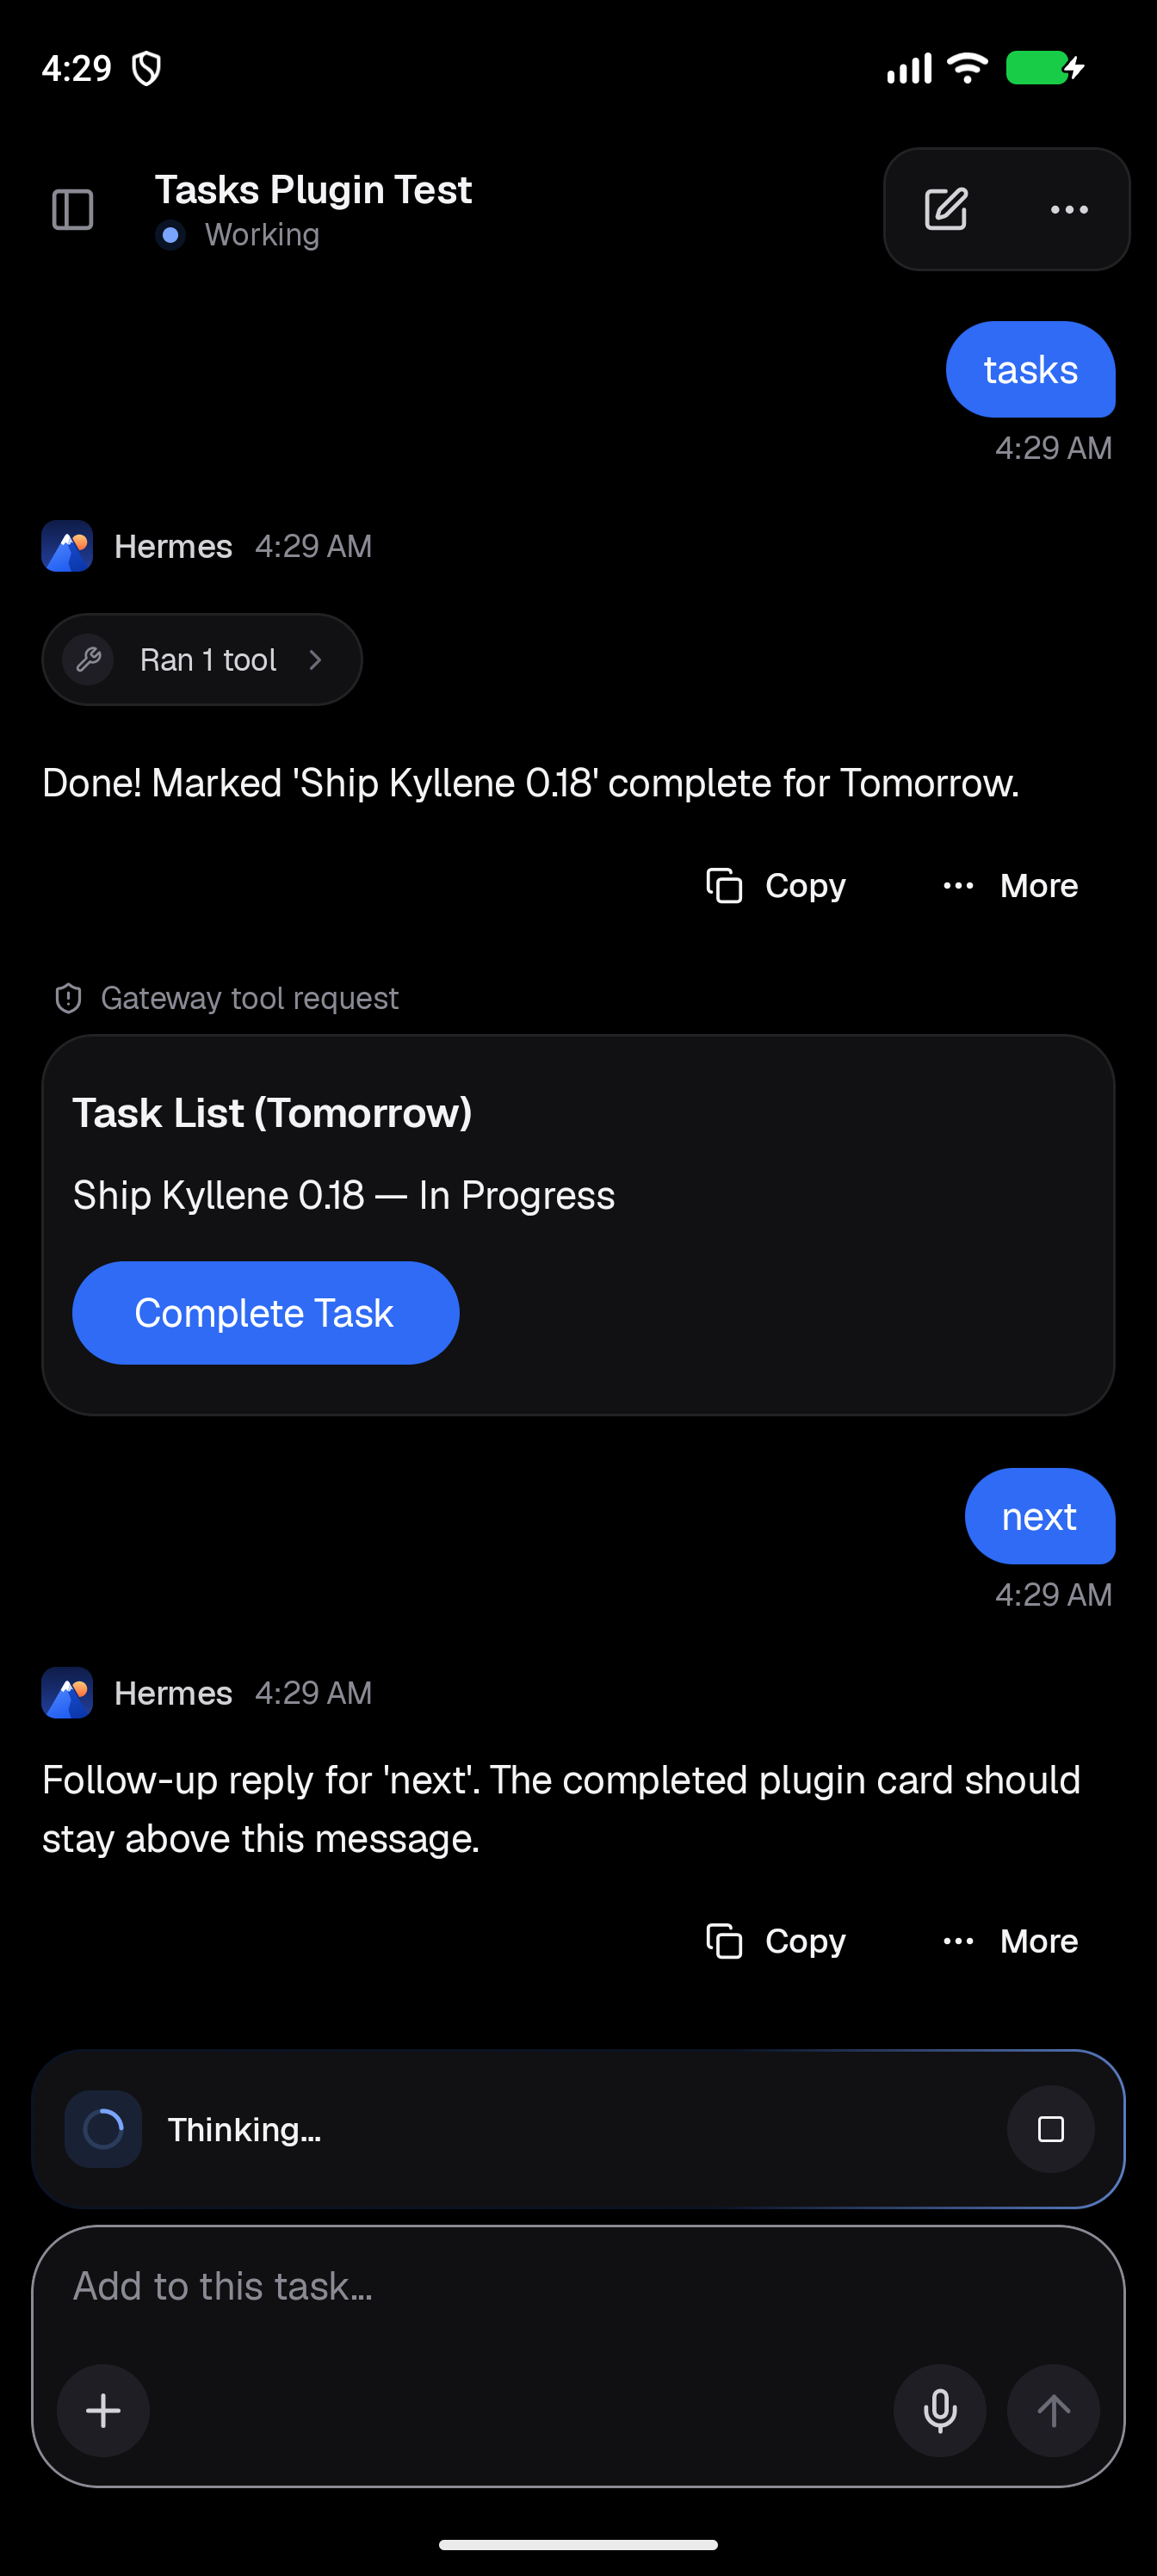 4:29
Tasks Plugin Test
Working
tasks
4:29 AM
Hermes 4:29 AM
Ran 1 tool
Done! Marked 'Ship Kyllene 0.18' complete for Tomorrow.
Copy
More
Gateway tool request
Task List (Tomorrow)
Ship Kyllene 0.18 — In Progress
Complete Task
next
4:29 AM
Hermes 4:29 AM
Follow-up reply for 'next'. The completed plugin card should
stay above this message.
Copy
More
Thinking...
Add to this task...